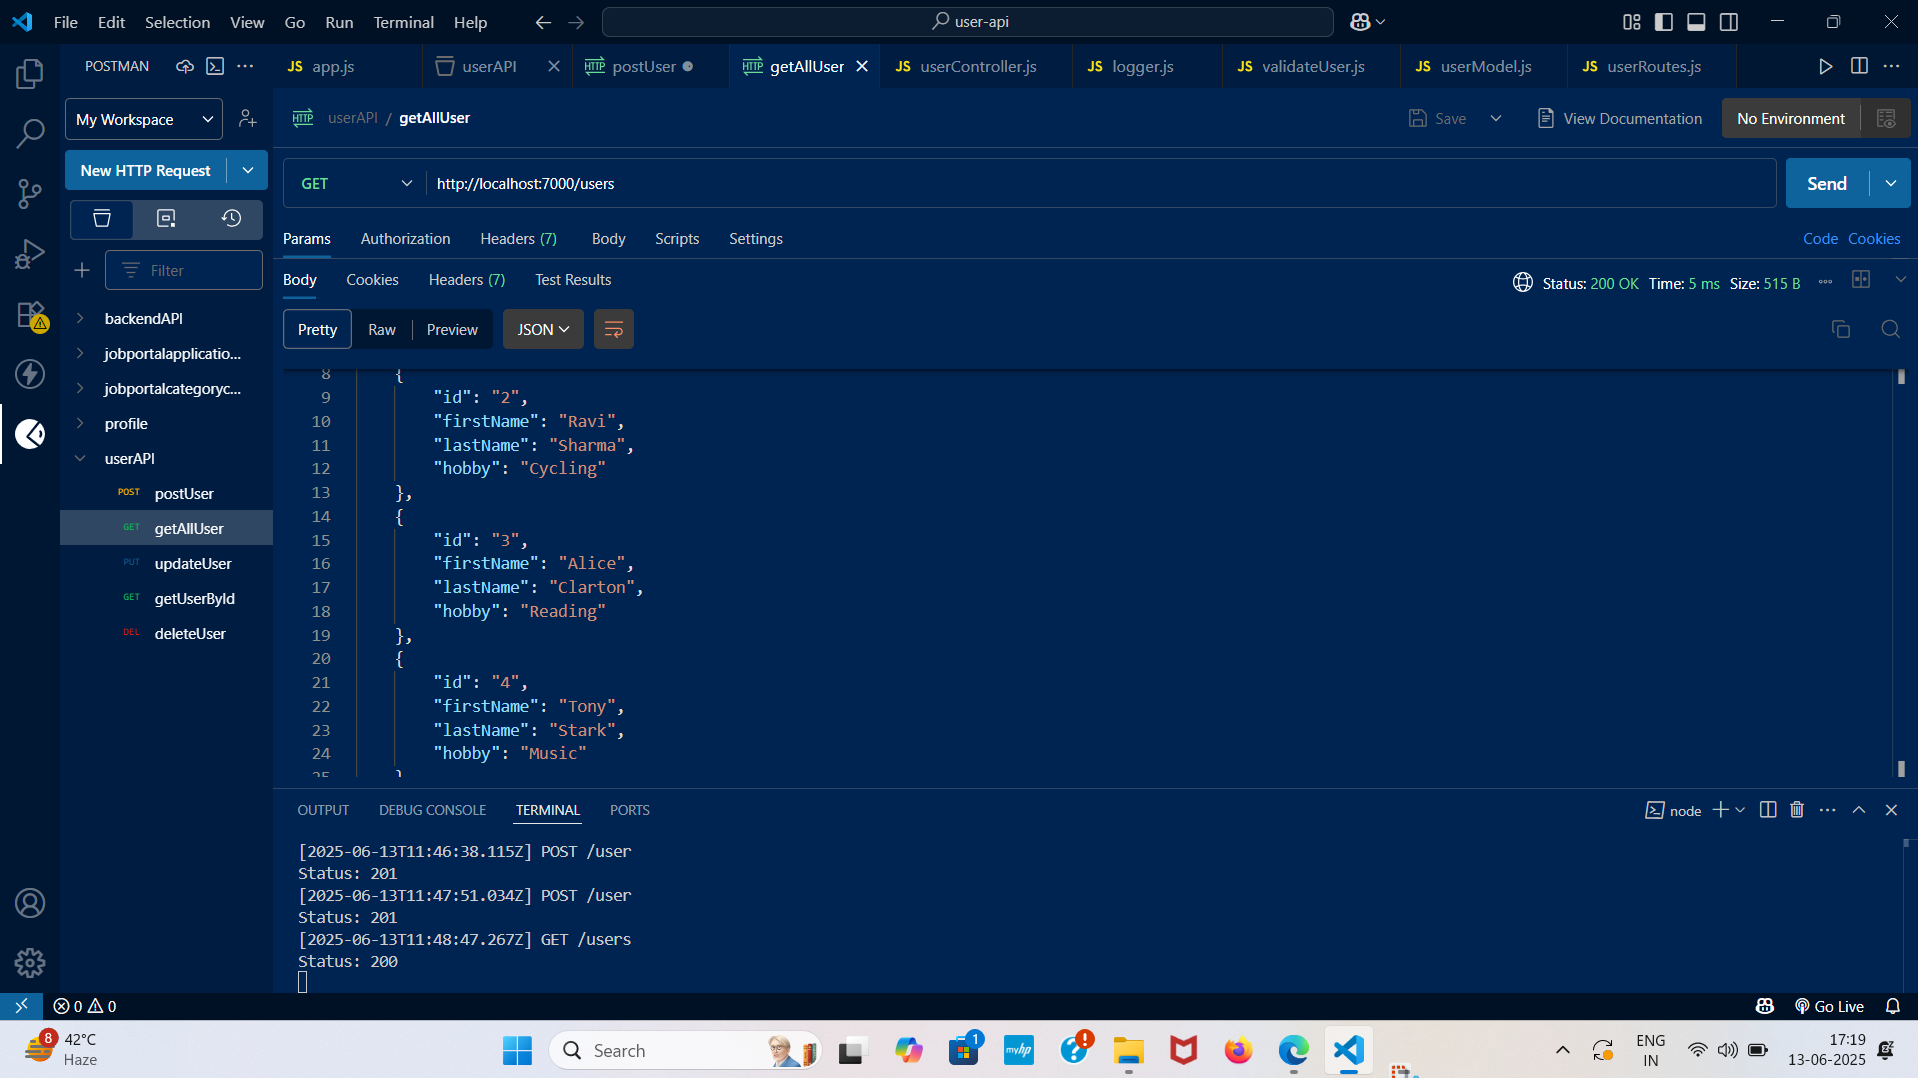 File Edit Selection View Go Run Terminal Help
user-api
POSTMAN
JS app.js
userAPI
HTTP postUser
HTTP getAllUser
JS userController.js
JS logger.js
JS validateUser.js
JS userModel.js
JS userRoutes.js
My Workspace
HTTP userAPI / getAllUser
Save
View Documentation
No Environment
New HTTP Request
GET http://localhost:7000/users
Send
Params Authorization Headers (7) Body Scripts Settings
Code Cookies
Filter
Body Cookies Headers (7) Test Results
Status: 200 OK Time: 5 ms Size: 515 B
Pretty Raw Preview JSON
backendAPI
jobportalapplicatio...
jobportalcategoryc...
profile
userAPI
POST postUser
GET getAllUser
PUT updateUser
GET getUserById
DEL deleteUser
8 {
9 "id": "2",
10 "firstName": "Ravi",
11 "lastName": "Sharma",
12 "hobby": "Cycling"
13 },
14 {
15 "id": "3",
16 "firstName": "Alice",
17 "lastName": "Clarton",
18 "hobby": "Reading"
19 },
20 {
21 "id": "4",
22 "firstName": "Tony",
23 "lastName": "Stark",
24 "hobby": "Music"
25 }
OUTPUT DEBUG CONSOLE TERMINAL PORTS
node
[2025-06-13T11:46:38.115Z] POST /user
Status: 201
[2025-06-13T11:47:51.034Z] POST /user
Status: 201
[2025-06-13T11:48:47.267Z] GET /users
Status: 200
0 0
Go Live
8
42°C
Haze
Search
1
myhp
ENG
IN
17:19
13-06-2025